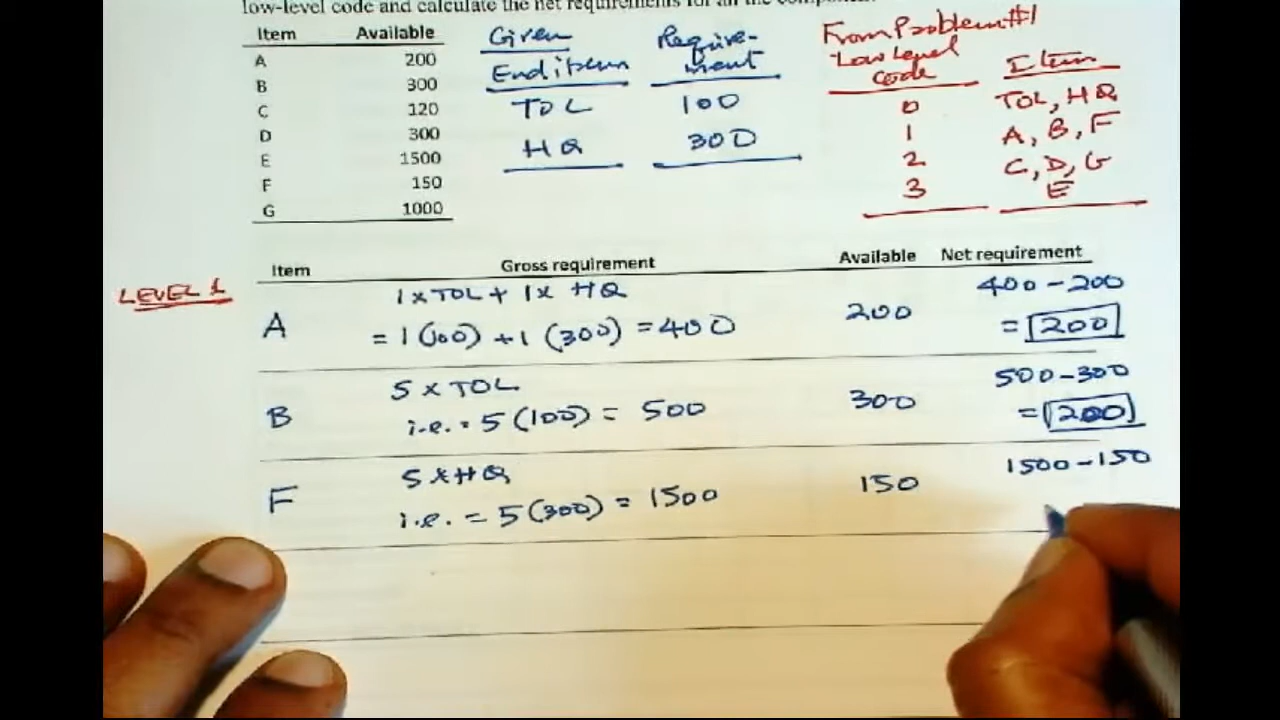 low-level code and calculate the net requirements for all the
Item Available
A 200
B 300
C 120
D 300
E 1500
F 150
G 1000
Given
End item Require-
ment
TOL 100
HQ 300
From Problem #1
Low Level
Code Item
0 TOL, HQ
1 A, B, F
2 C, D, G
3 E
Item Gross requirement Available Net requirement
LEVEL 1
A 1 x TOL + 1 x HQ 200 400 - 200
= 1 (100) + 1 (300) = 400 = 200
B 5 x TOL 300 500 - 300
i.e. = 5 (100) = 500 = 200
F 5 x HQ 150 1500 - 150
i.e. = 5 (300) = 1500